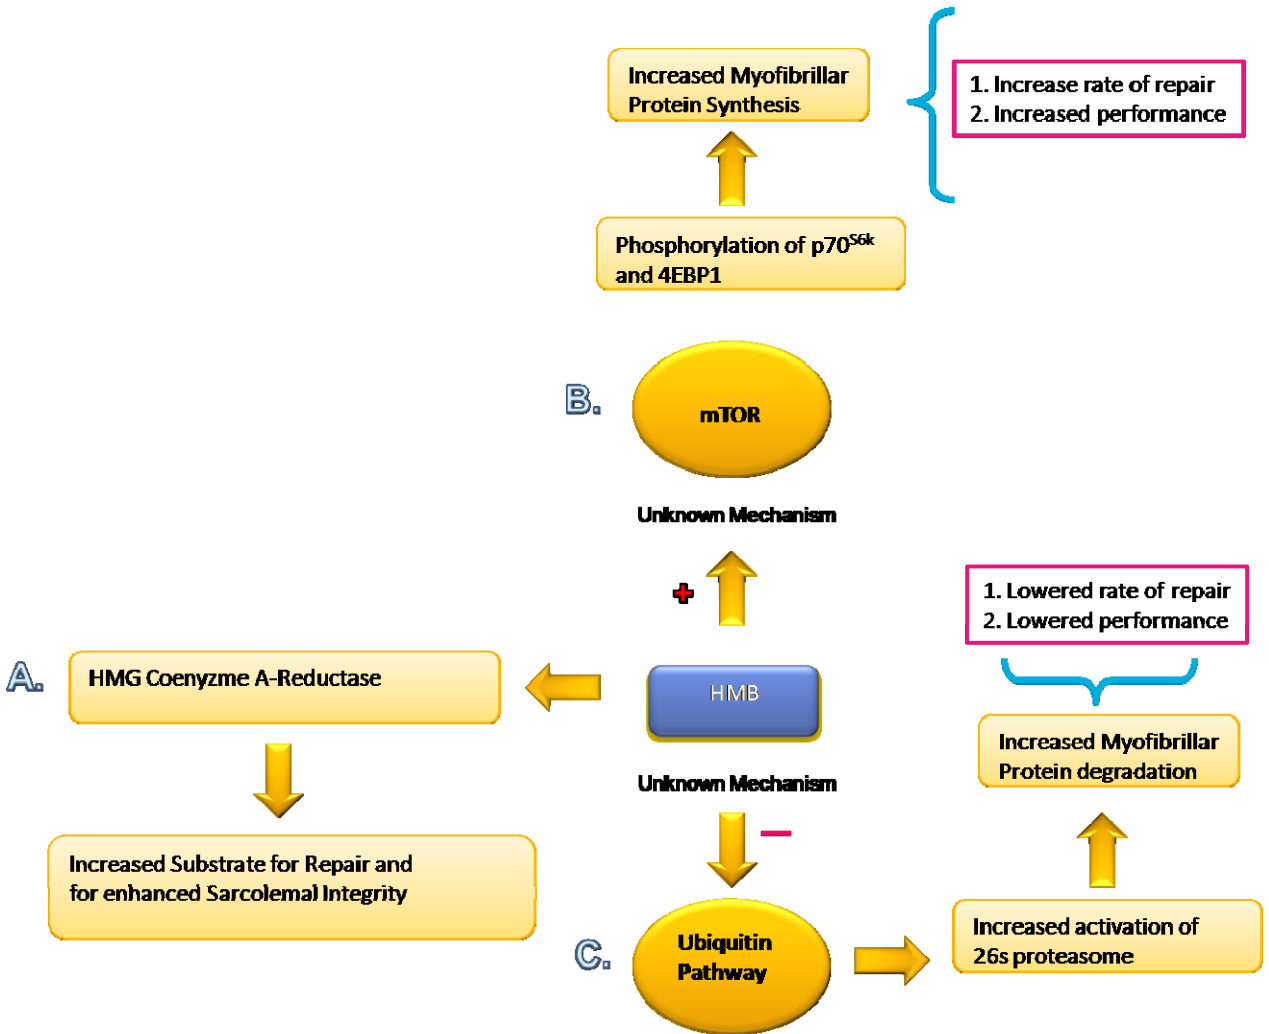 Increased Myofibrillar
Protein Synthesis
1. Increase rate of repair
2. Increased performance
Phosphorylation of p70S6k
and 4EBP1
B.
mTOR
Unknown Mechanism
+
1. Lowered rate of repair
2. Lowered performance
A.
HMG Coenyzme A-Reductase
HMB
Increased Myofibrillar
Protein degradation
Unknown Mechanism
–
Increased Substrate for Repair and
for enhanced Sarcolemal Integrity
C.
Ubiquitin
Pathway
Increased activation of
26s proteasome